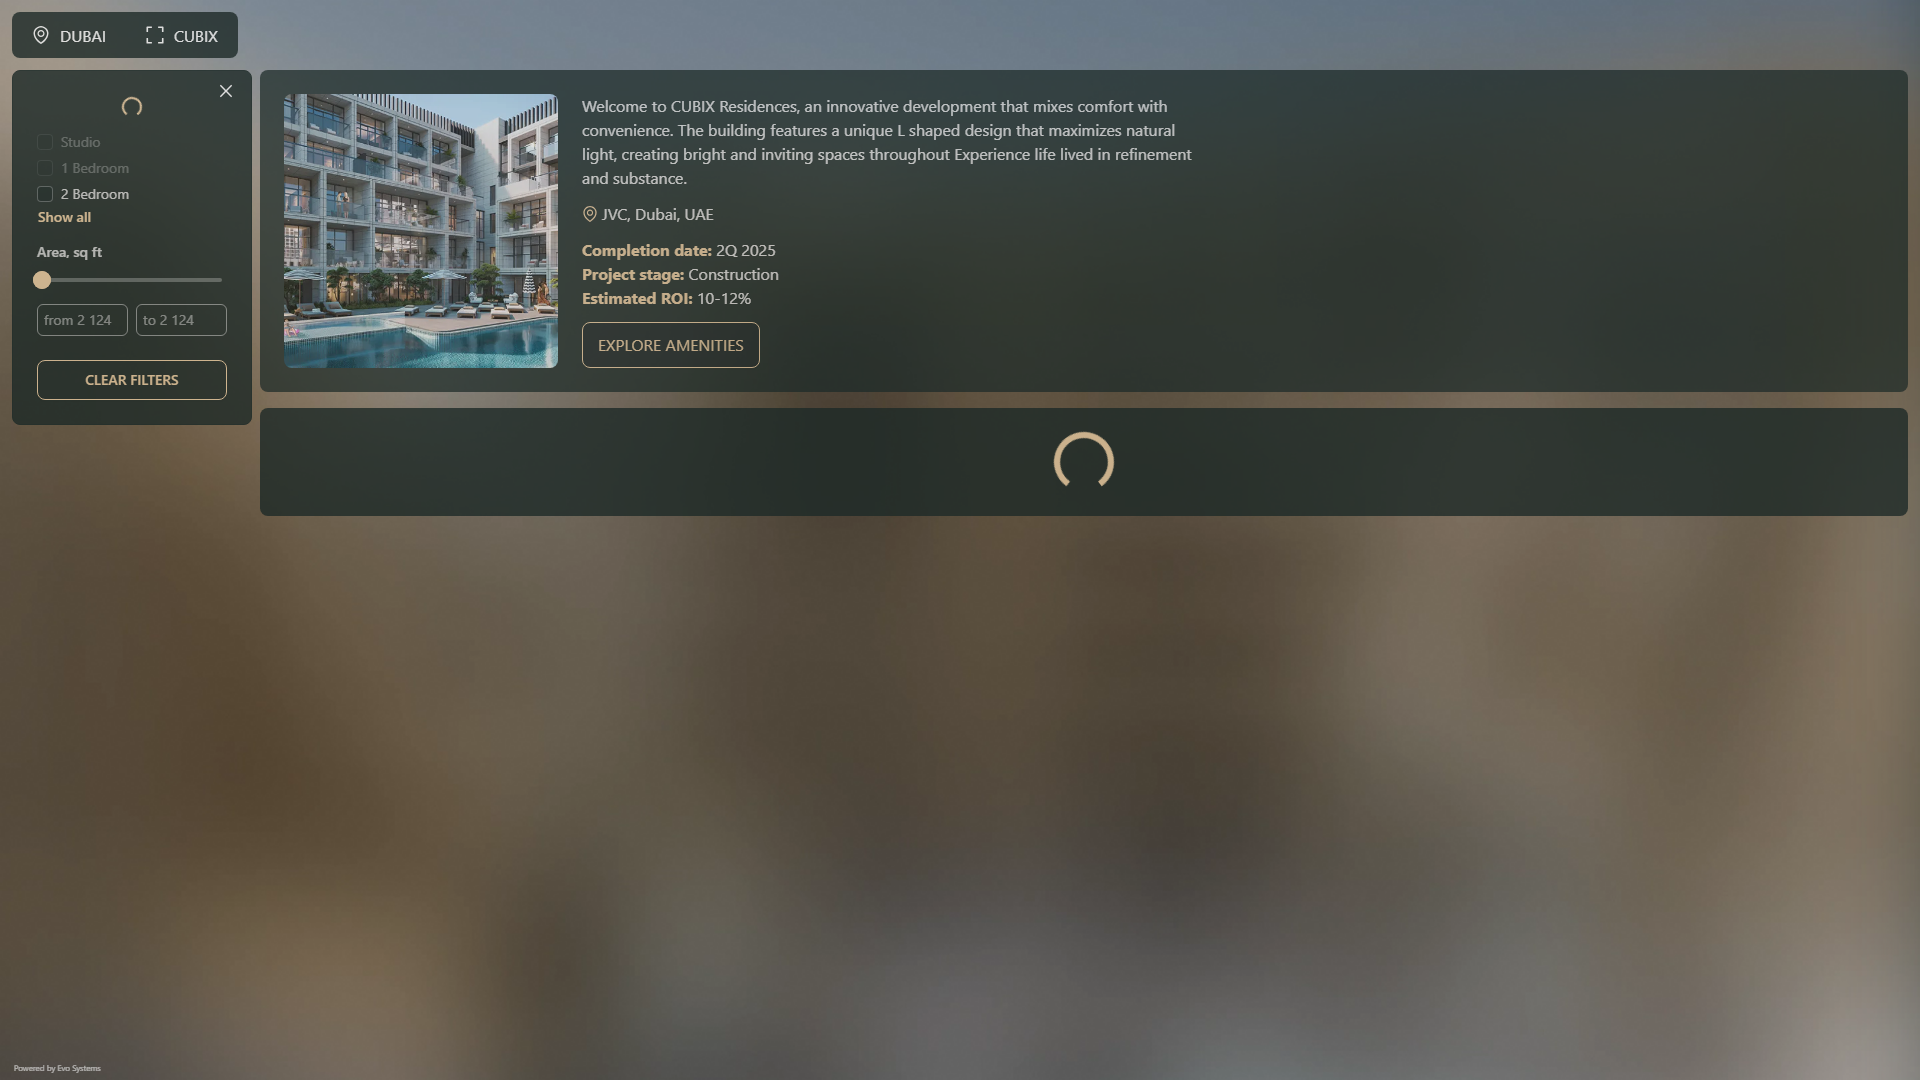 DUBAI
CUBIX
Studio
1 Bedroom
2 Bedroom
Show all
Area, sq ft
from 2 124
to 2 124
CLEAR FILTERS
Welcome to CUBIX Residences, an innovative development that mixes comfort with
convenience. The building features a unique L shaped design that maximizes natural
light, creating bright and inviting spaces throughout Experience life lived in refinement
and substance.
JVC, Dubai, UAE
Completion date: 2Q 2025
Project stage: Construction
Estimated ROI: 10-12%
EXPLORE AMENITIES
Powered by Evo Systems